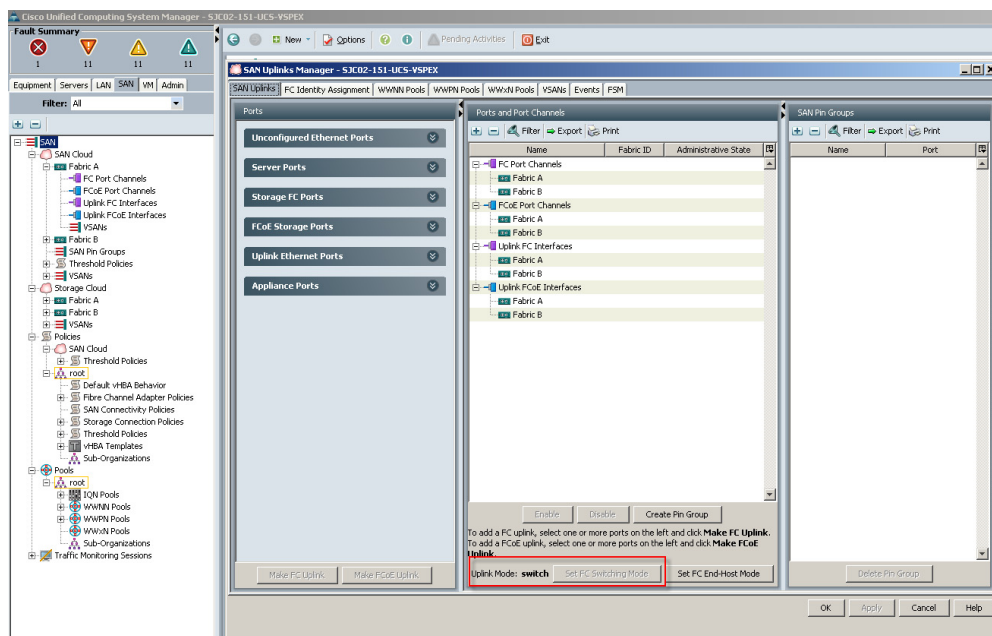 Cisco Unified Computing System Manager - SJC02-151-UCS-VSPEX
Fault Summary
1 11 11 11
New Options Pending Activities Exit
Equipment Servers LAN SAN VM Admin
Filter: All
SAN
SAN Cloud
Fabric A
FC Port Channels
FCoE Port Channels
Uplink FC Interfaces
Uplink FCoE Interfaces
VSANs
Fabric B
SAN Pin Groups
Threshold Policies
VSANs
Storage Cloud
Fabric A
Fabric B
VSANs
Policies
SAN Cloud
Threshold Policies
root
Default vHBA Behavior
Fibre Channel Adapter Policies
SAN Connectivity Policies
Storage Connection Policies
Threshold Policies
vHBA Templates
Sub-Organizations
Pools
root
IQN Pools
WWNN Pools
WWPN Pools
WWxN Pools
Sub-Organizations
Traffic Monitoring Sessions
SAN Uplinks Manager - SJC02-151-UCS-VSPEX
SAN Uplinks FC Identity Assignment WWNN Pools WWPN Pools WWxN Pools VSANs Events FSM
Ports
Unconfigured Ethernet Ports
Server Ports
Storage FC Ports
FCoE Storage Ports
Uplink Ethernet Ports
Appliance Ports
Make FC Uplink Make FCoE Uplink
Ports and Port Channels
Filter Export Print
Name Fabric ID Administrative State
FC Port Channels
Fabric A
Fabric B
FCoE Port Channels
Fabric A
Fabric B
Uplink FC Interfaces
Fabric A
Fabric B
Uplink FCoE Interfaces
Fabric A
Fabric B
Enable Disable Create Pin Group
To add a FC uplink, select one or more ports on the left and click Make FC Uplink.
To add a FCoE uplink, select one or more ports on the left and click Make FCoE
Uplink.
Uplink Mode: switch Set FC Switching Mode Set FC End-Host Mode
SAN Pin Groups
Filter Export Print
Name Port
Delete Pin Group
OK Apply Cancel Help